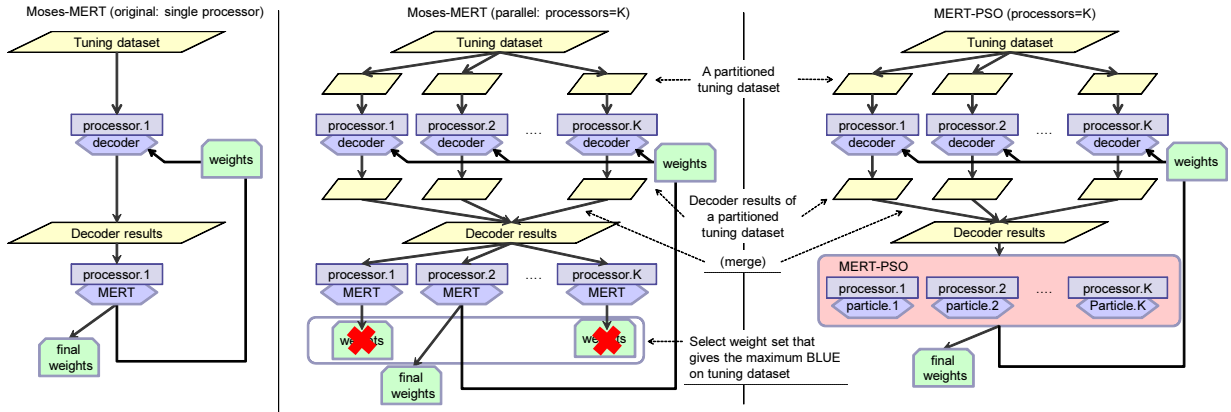 Moses-MERT (original: single processor)
Tuning dataset
processor.1
decoder
weights
Decoder results
processor.1
MERT
final
weights
Moses-MERT (parallel: processors=K)
Tuning dataset
processor.1
decoder
processor.2
decoder
....
processor.K
decoder
weights
Decoder results
processor.1
MERT
processor.2
MERT
....
processor.K
MERT
weights
weights
final
weights
A partitioned
tuning dataset
Decoder results of
a partitioned
tuning dataset
(merge)
Select weight set that
gives the maximum BLUE
on tuning dataset
MERT-PSO (processors=K)
Tuning dataset
processor.1
decoder
processor.2
decoder
....
processor.K
decoder
weights
Decoder results
MERT-PSO
processor.1
particle.1
processor.2
particle.2
....
processor.K
Particle.K
final
weights